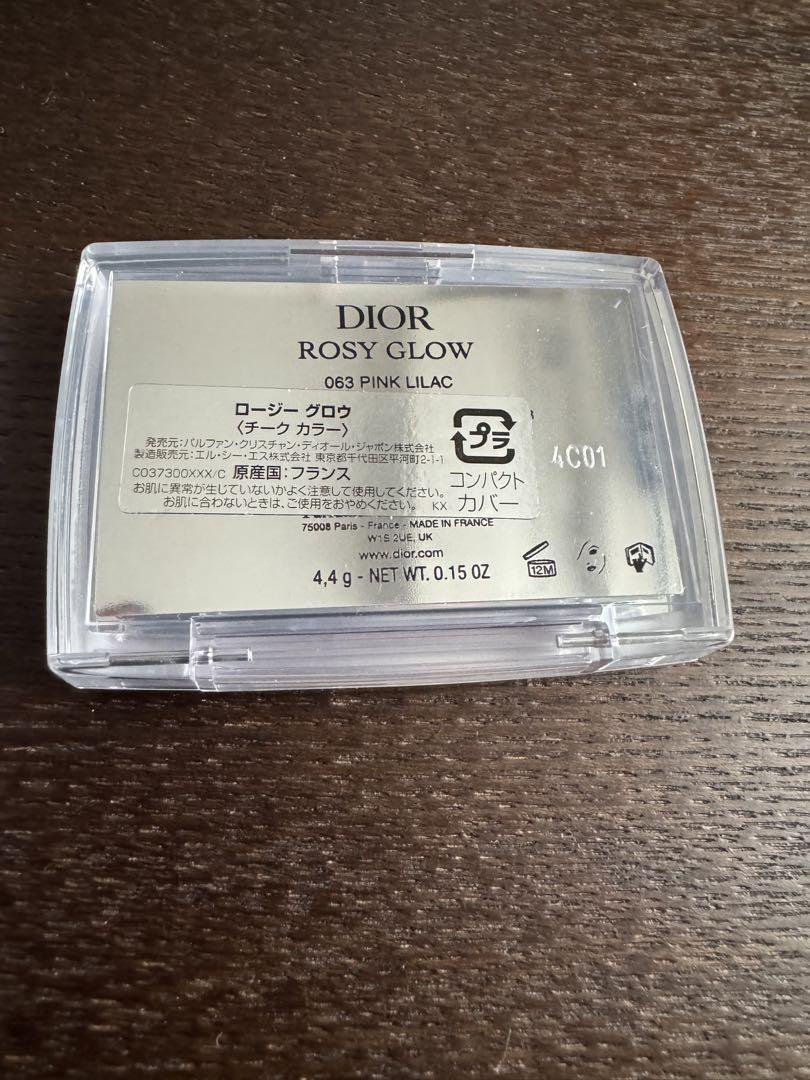 DIOR
ROSY GLOW
063 PINK LILAC
ロージー グロウ
〈チーク カラー〉
発売元:パルファン・クリスチャン・ディオール・ジャポン株式会社
製造販売元:エル・シー・エス株式会社 東京都千代田区平河町2-1-1
C037300XXX/C 原産国:フランス
お肌に異常が生じていないかよく注意して使用してください。
お肌に合わないときは、ご使用をおやめください。 KX
プラ
コンパクト
カバー
4C01
75008 Paris - France - MADE IN FRANCE
W1S 2UE, UK
www.dior.com
4,4 g - NET WT. 0.15 OZ
12M